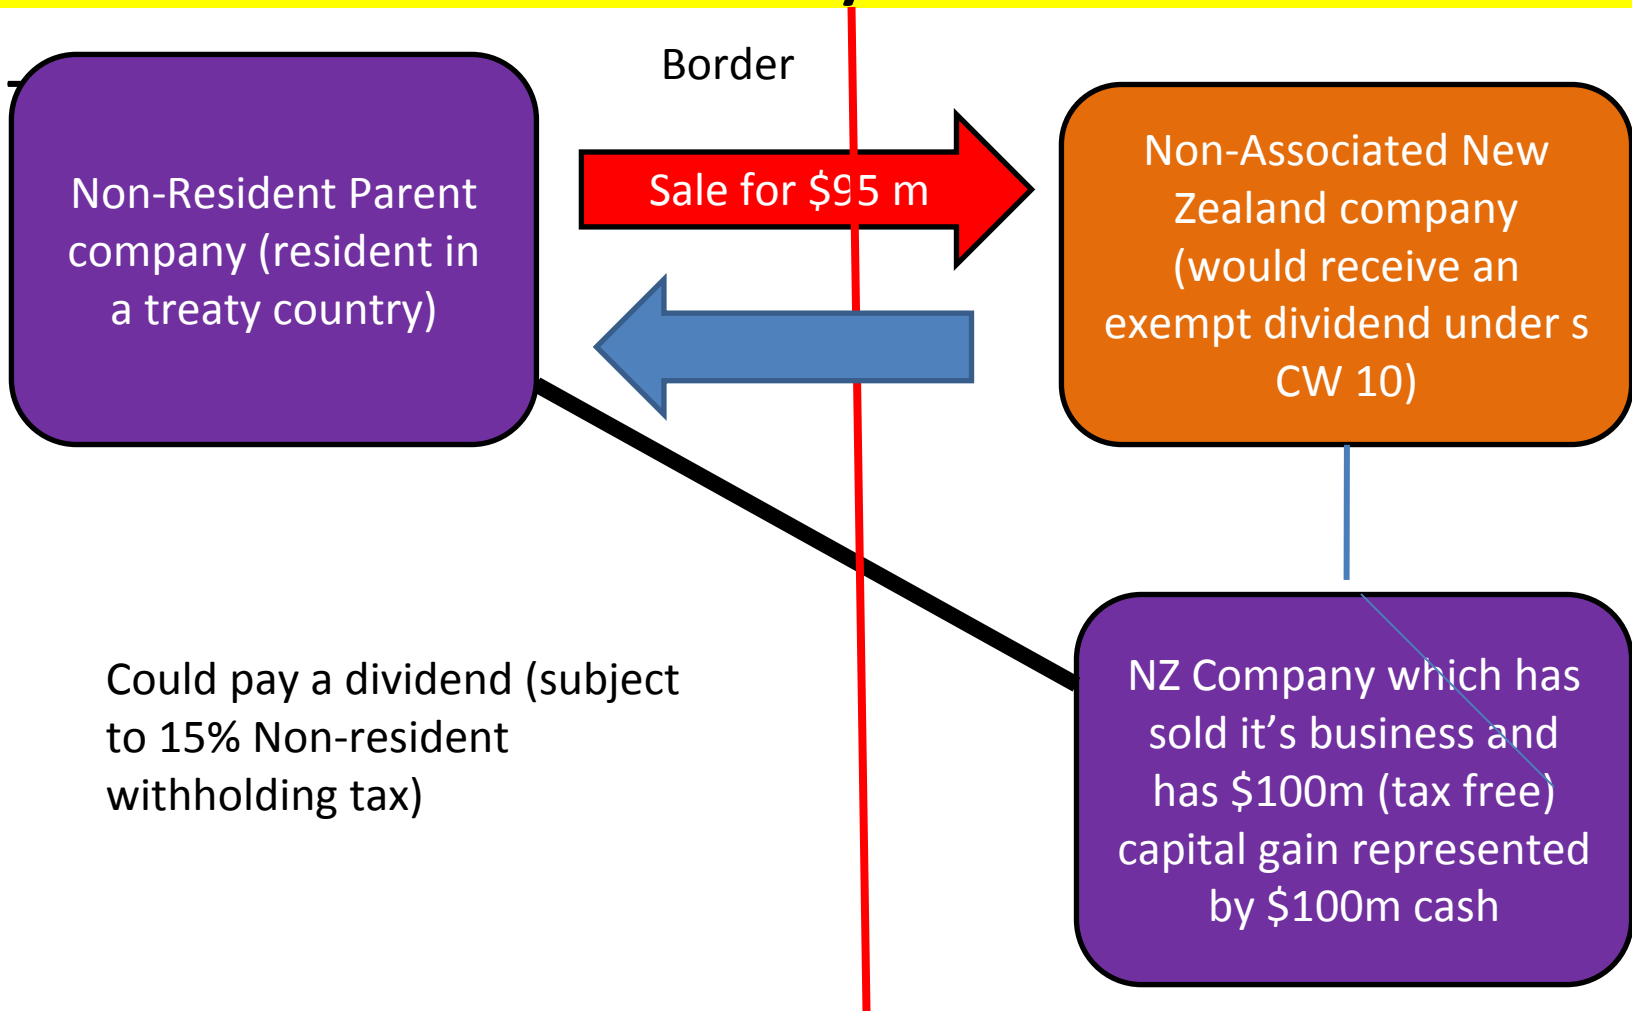 Border
Non-Resident Parent
company (resident in
a treaty country)
Sale for $95 m
Non-Associated New
Zealand company
(would receive an
exempt dividend under s
CW 10)
Could pay a dividend (subject
to 15% Non-resident
withholding tax)
NZ Company which has
sold it’s business and
has $100m (tax free)
capital gain represented
by $100m cash